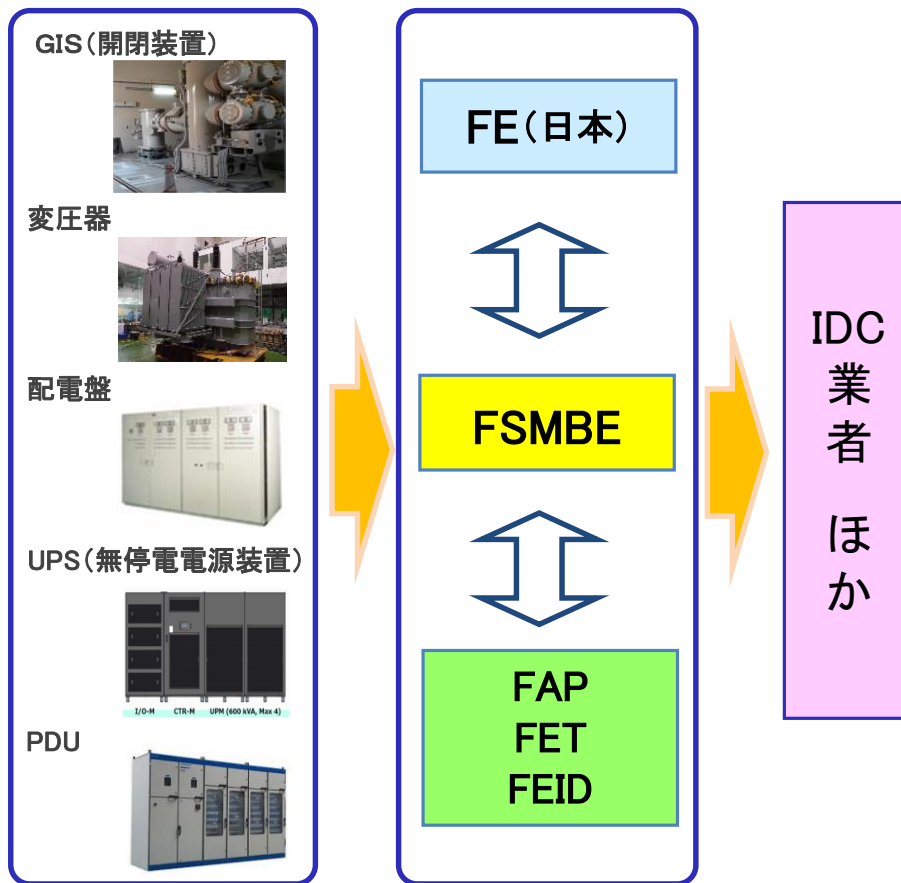 GIS（開閉装置）
変圧器
配電盤
UPS（無停電電源装置）
I/O-M CTR-M UPM (600 kVA, Max 4)
PDU
FE（日本）
FSMBE
FAP
FET
FEID
IDC
業
者
ほ
か